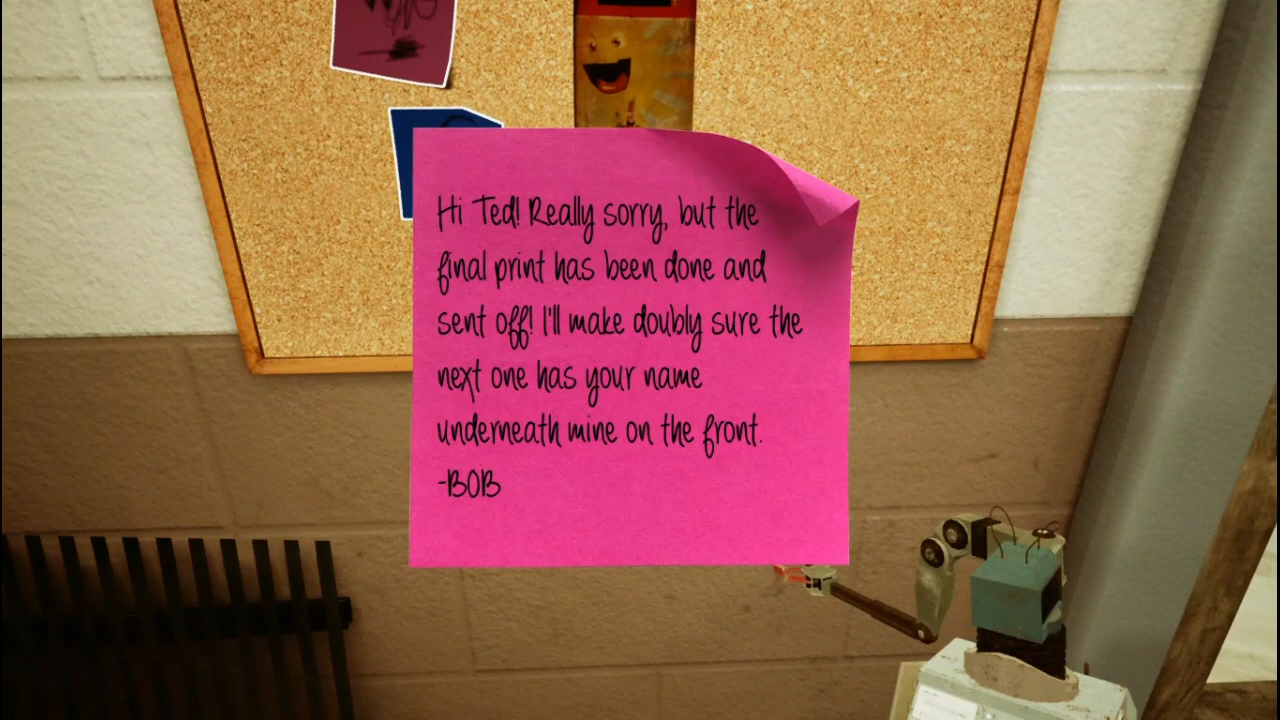 Hi Ted! Really sorry, but the
final print has been done and
sent off! I'll make doubly sure the
next one has your name
underneath mine on the front.
-BOB